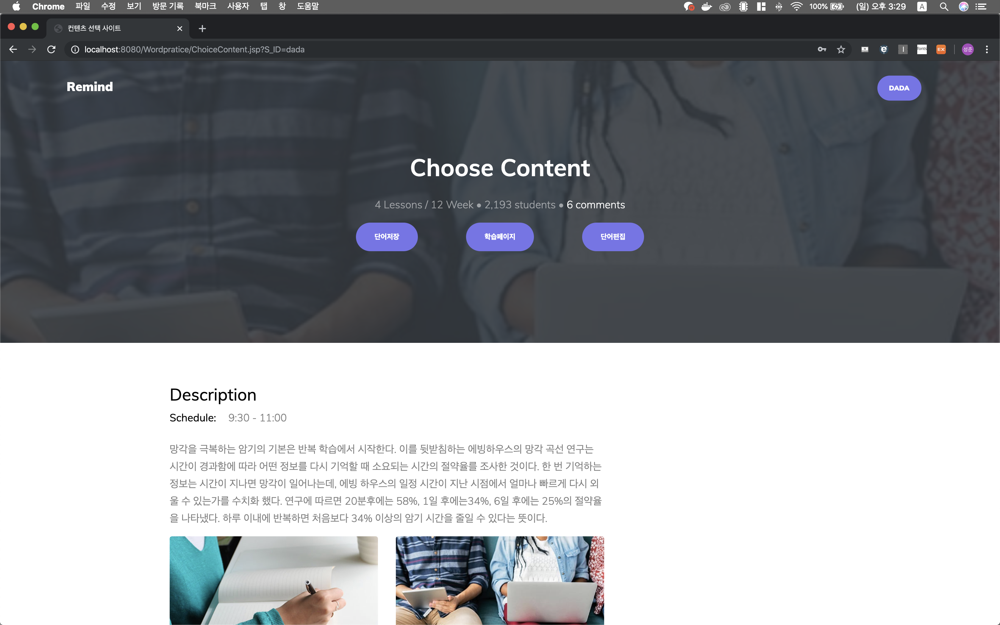 Chrome 파일 수정 보기 방문 기록 북마크 사용자 탭 창 도움말 100% (일) 오후 3:29 A
컨텐츠 선택 사이트
localhost:8080/Wordpratice/ChoiceContent.jsp?S_ID=dada fonts EX 성준
Remind DADA
Choose Content
4 Lessons / 12 Week • 2,193 students • 6 comments
단어저장 학습페이지 단어편집
Description
Schedule: 9:30 - 11:00
망각을 극복하는 암기의 기본은 반복 학습에서 시작한다. 이를 뒷받침하는 에빙하우스의 망각 곡선 연구는
시간이 경과함에 따라 어떤 정보를 다시 기억할 때 소요되는 시간의 절약율를 조사한 것이다. 한 번 기억하는
정보는 시간이 지나면 망각이 일어나는데, 에빙 하우스의 일정 시간이 지난 시점에서 얼마나 빠르게 다시 외
울 수 있는가를 수치화 했다. 연구에 따르면 20분후에는 58%, 1일 후에는34%, 6일 후에는 25%의 절약율
을 나타냈다. 하루 이내에 반복하면 처음보다 34% 이상의 암기 시간을 줄일 수 있다는 뜻이다.